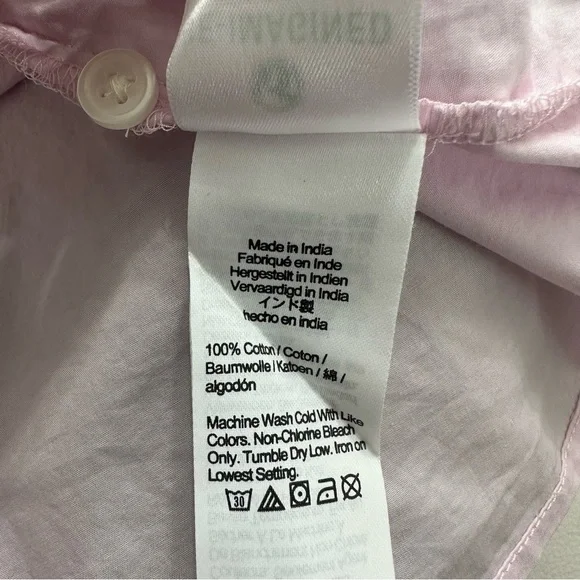 Made in India
Fabriqué en Inde
Hergestellt in Indien
Vervaardigd in India
インド製
hecho en india
100% Cotton / Coton /
Baumwolle / Katoen / 綿 /
algodón
Machine Wash Cold With Like
Colors. Non-Chlorine Bleach
Only. Tumble Dry Low. Iron on
Lowest Setting.
30